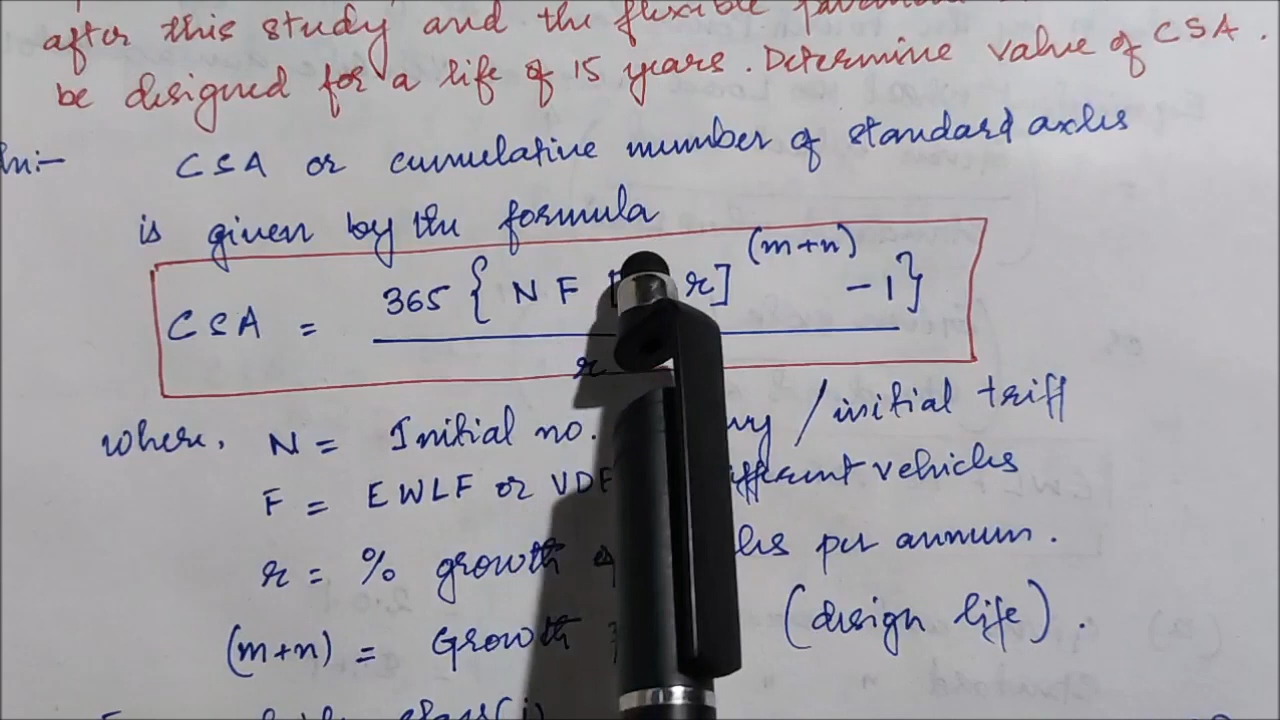 after this study and the flexible
be designed for a life of 15 years. Determine value of CSA.
CSA or cumulative number of standard axles
is given by the formula
CSA = 365 { N F [ r] (m+n) -1} / r
where, N = Initial no. / initial triff
F = EWLF or VDF vehicles
r = % growth per annum.
(m+n) = Growth (design life).